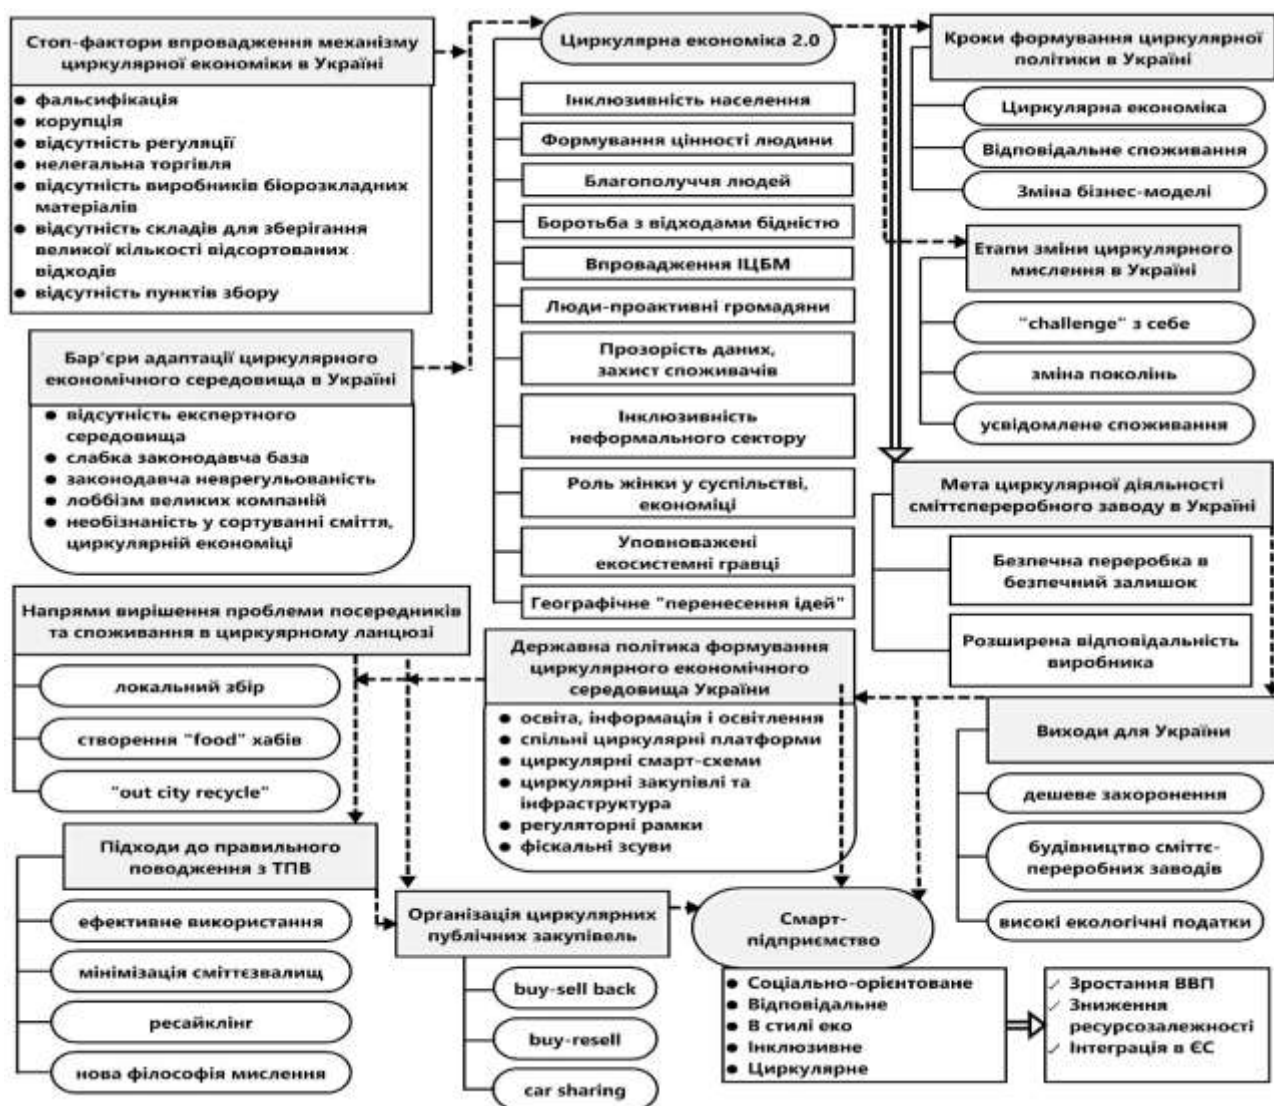 Стоп-фактори впровадження механізму
циркулярної економіки в Україні
● фальсифікація
● корупція
● відсутність регуляції
● нелегальна торгівля
● відсутність виробників біорозкладних
матеріалів
● відсутність складів для зберігання
великої кількості відсортованих
відходів
● відсутність пунктів збору
Бар'єри адаптації циркулярного
економічного середовища в Україні
● відсутність експертного
середовища
● слабка законодавча база
● законодавча неврегульованість
● лоббізм великих компаній
● необізнаність у сортуванні сміття,
циркулярній економіці
Напрями вирішення проблеми посередників
та споживання в циркуярному ланцюзі
локальний збір
створення "food" хабів
"out city recycle"
Підходи до правильного
поводження з ТПВ
ефективне використання
мінімізація сміттєзвалищ
ресайклінг
нова філософія мислення
Циркулярна економіка 2.0
Інклюзивність населення
Формування цінності людини
Благополуччя людей
Боротьба з відходами бідністю
Впровадження ІЦБМ
Люди-проактивні громадяни
Прозорість даних,
захист споживачів
Інклюзивність
неформального сектору
Роль жінки у суспільстві,
економіці
Уповноважені
екосистемні гравці
Географічне "перенесення ідей"
Державна політика формування
циркулярного економічного
середовища України
● освіта, інформація і освітлення
● спільні циркулярні платформи
● циркулярні смарт-схеми
● циркулярні закупівлі та
інфраструктура
● регуляторні рамки
● фіскальні зсуви
Організація циркулярних
публічних закупівель
buy-sell back
buy-resell
car sharing
Кроки формування циркулярної
політики в Україні
Циркулярна економіка
Відповідальне споживання
Зміна бізнес-моделі
Етапи зміни циркулярного
мислення в Україні
"challenge" з себе
зміна поколінь
усвідомлене споживання
Мета циркулярної діяльності
сміттєпереробного заводу в Україні
Безпечна переробка в
безпечний залишок
Розширена відповідальність
виробника
Виходи для України
дешеве захоронення
будівництво сміттє-
переробних заводів
високі екологічні податки
Смарт-
підприємство
● Соціально-орієнтоване
● Відповідальне
● В стилі еко
● Інклюзивне
● Циркулярне
✓ Зростання ВВП
✓ Зниження
ресурсозалежності
✓ Інтеграція в ЄС